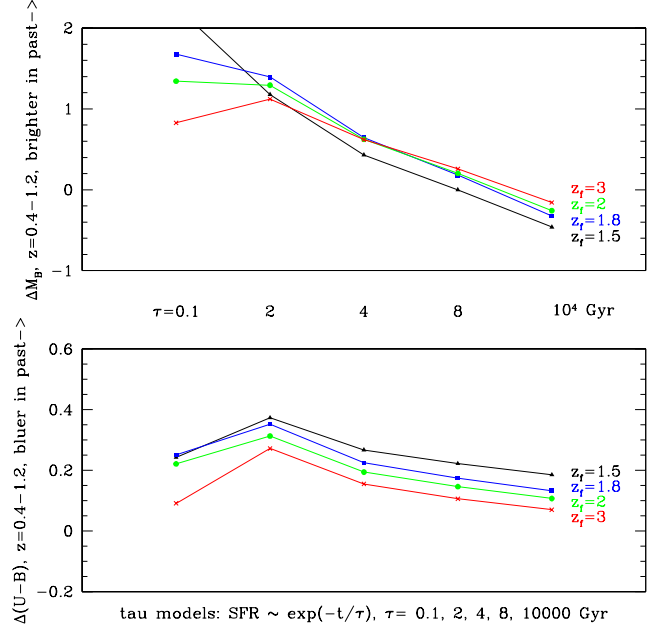 ΔM_B, z=0.4−1.2, brighter in past−>
2
1
0
−1
z_f=3
z_f=2
z_f=1.8
z_f=1.5
τ=0.1 2 4 8 10⁴ Gyr
Δ(U−B), z=0.4−1.2, bluer in past−>
0.6
0.4
0.2
0
−0.2
z_f=1.5
z_f=1.8
z_f=2
z_f=3
tau models: SFR ~ exp(−t/τ), τ= 0.1, 2, 4, 8, 10000 Gyr